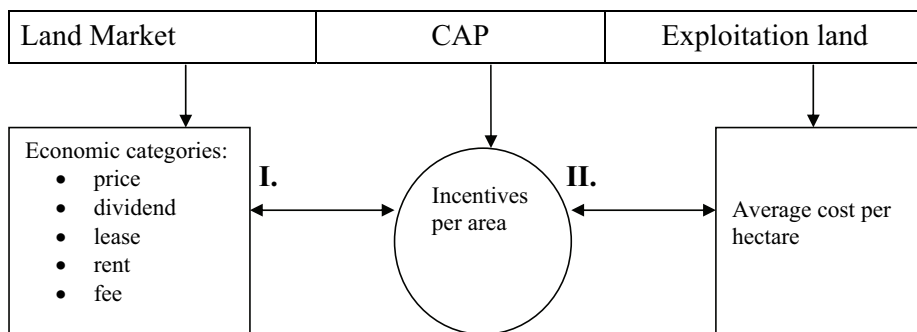 Land Market
CAP
Exploitation land
Economic categories:
• price
• dividend
• lease
• rent
• fee
I.
Incentives
per area
II.
Average cost per
hectare